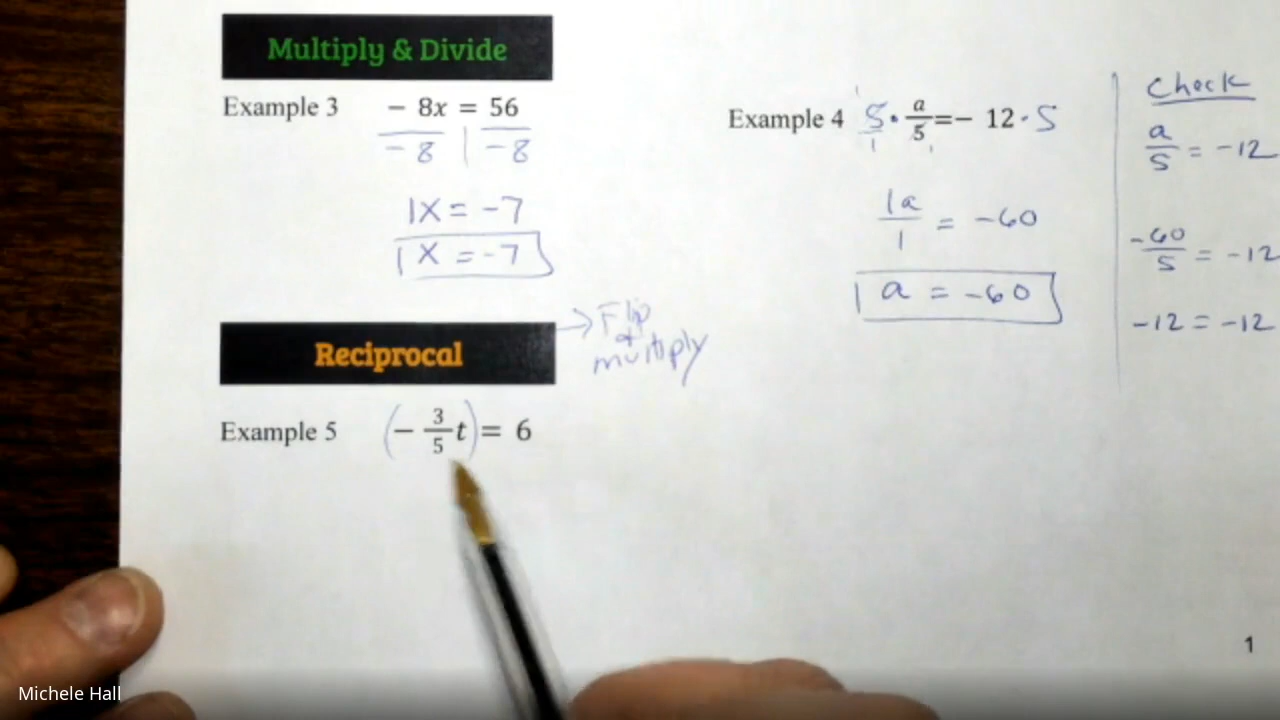 Multiply & Divide
Example 3 − 8x = 56
−8 | −8
1x = −7
x = −7
Example 4 5 · a/5 = − 12 · 5
1a/1 = −60
a = −60
Check
a/5 = −12
−60/5 = −12
−12 = −12
Reciprocal
→ Flip
&
multiply
Example 5 (− 3/5 t) = 6
1
Michele Hall